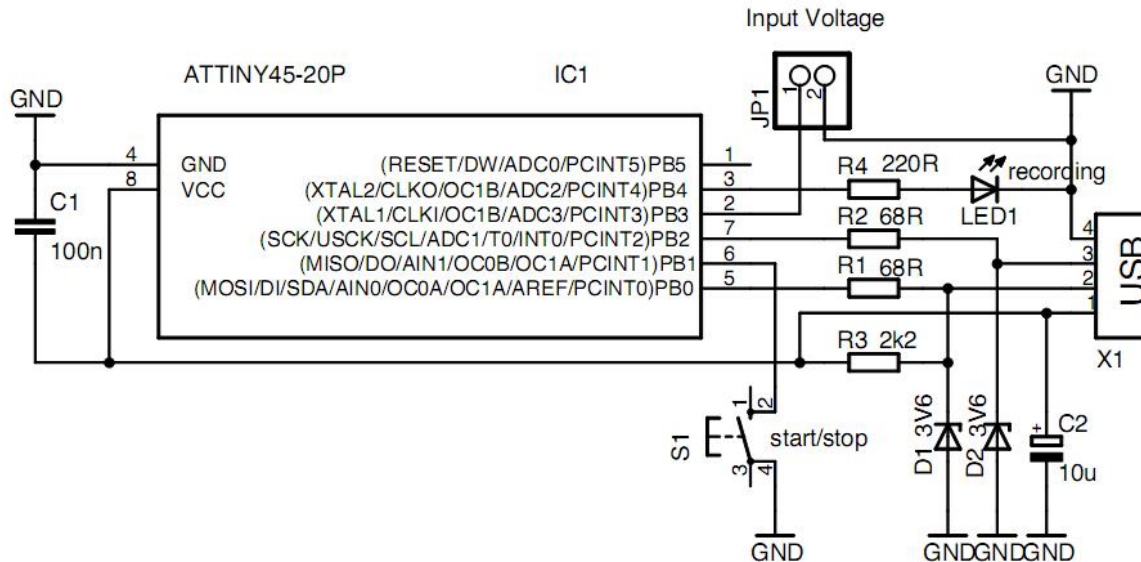 Input Voltage
ATTINY45-20P
IC1
GND
GND
JP1
1
2
4
GND
(RESET/DW/ADC0/PCINT5)PB5
1
R4
220R
recording
8
VCC
(XTAL2/CLKO/OC1B/ADC2/PCINT4)PB4
3
C1
(XTAL1/CLKI/OC1B/ADC3/PCINT3)PB3
2
R2
68R
LED1
100n
(SCK/USCK/SCL/ADC1/T0/INT0/PCINT2)PB2
7
4
(MISO/DO/AIN1/OC0B/OC1A/PCINT1)PB1
6
R1
68R
3
(MOSI/DI/SDA/AIN0/OC0A/OC1A/AREF/PCINT0)PB0
5
2
1
USB
R3
2k2
X1
1
2
S1
start/stop
3
4
D1
3V6
D2
3V6
+
C2
10u
GND
GND
GND
GND